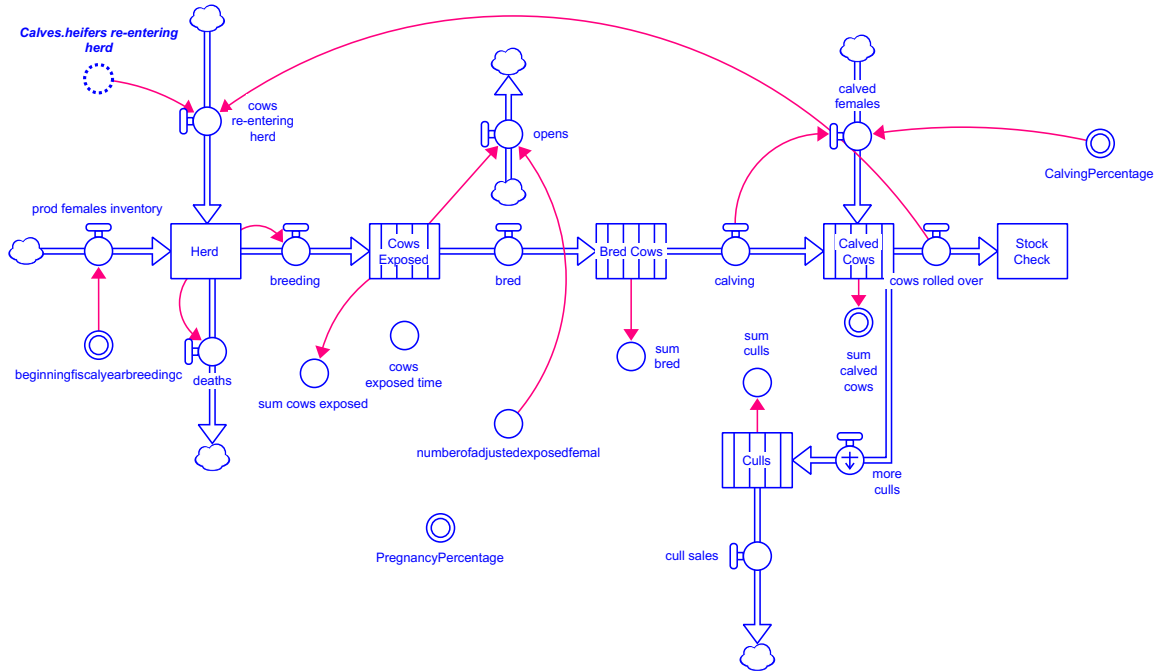 Calves.heifers re-entering
herd
cows
re-entering
herd
opens
calved
females
CalvingPercentage
prod females inventory
Herd
breeding
Cows
Exposed
bred
Bred Cows
calving
Calved
Cows
cows rolled over
Stock
Check
beginningfiscalyearbreedingc
deaths
sum cows exposed
cows
exposed time
sum
bred
sum
culls
sum
calved
cows
numberofadjustedexposedfemal
Culls
more
culls
PregnancyPercentage
cull sales